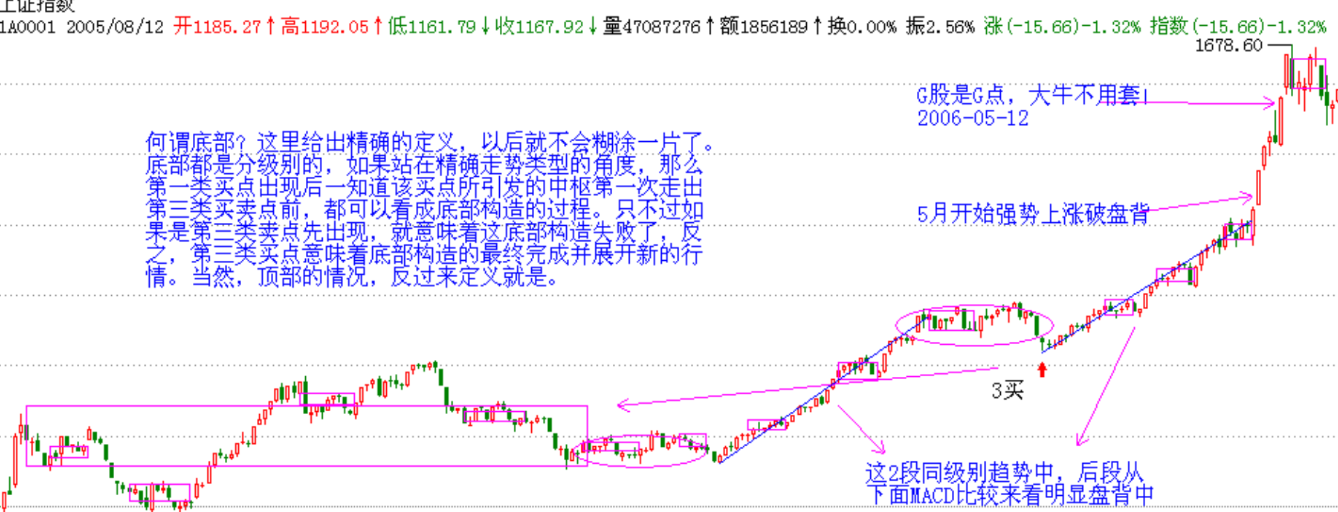 上证指数
1A0001 2005/08/12 开1185.27↑高1192.05↑低1161.79↓收1167.92↓量47087276↑额1856189↑换0.00% 振2.56% 涨(-15.66)-1.32% 指数(-15.66)-1.32%
1678.60
G股是G点，大牛不用套!
2006-05-12
何谓底部？这里给出精确的定义，以后就不会糊涂一片了。
底部都是分级别的，如果站在精确走势类型的角度，那么
第一类买点出现后一知道该买点所引发的中枢第一次走出
第三类买卖点前，都可以看成底部构造的过程。只不过如
果是第三类卖点先出现，就意味着这底部构造失败了，反
之，第三类买点意味着底部构造的最终完成并展开新的行
情。当然，顶部的情况，反过来定义就是。
5月开始强势上涨破盘背
3买
这2段同级别趋势中，后段从
下面MACD比较来看明显盘背中